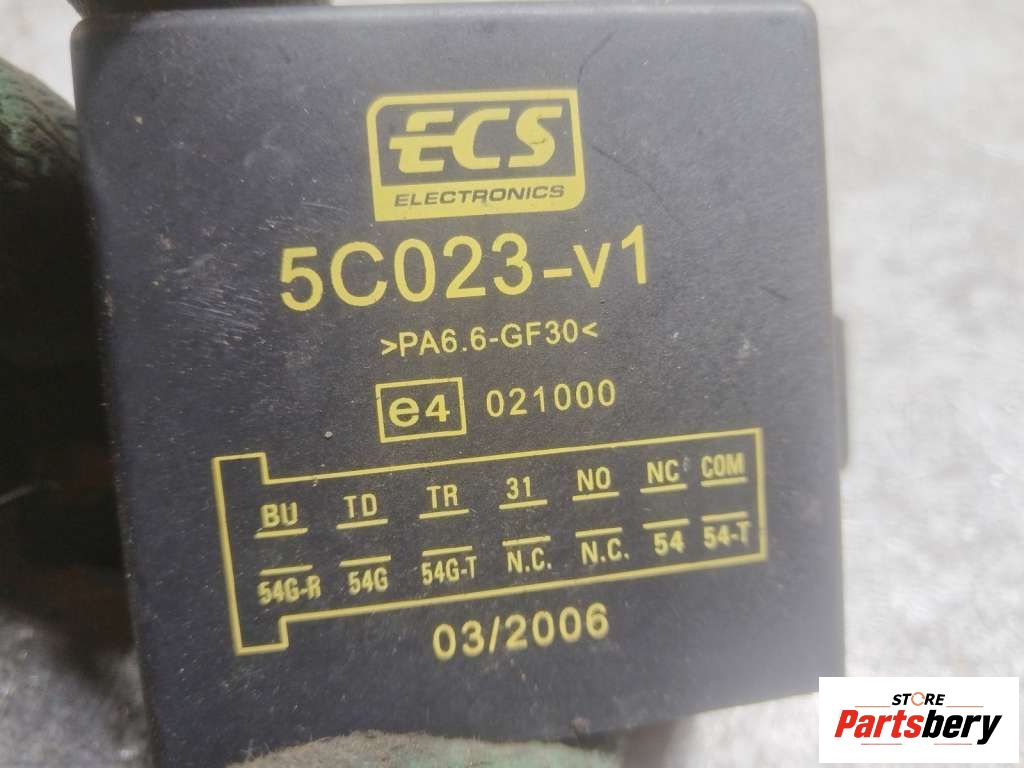 ECS
ELECTRONICS
5C023-v1
>PA6.6-GF30<
e4 021000
BU TD TR 31 NO NC COM
54G-R 54G 54G-T N.C. N.C. 54 54-T
03/2006
STORE
Partsbery